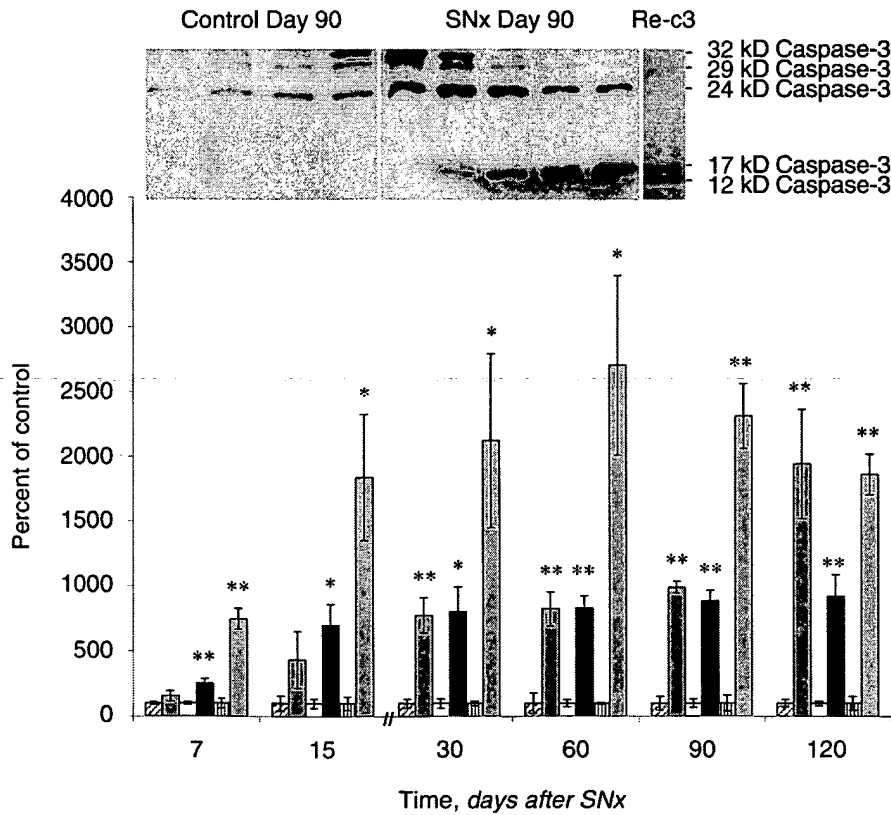 Control Day 90 SNx Day 90 Re-c3
32 kD Caspase-3
29 kD Caspase-3
24 kD Caspase-3
17 kD Caspase-3
12 kD Caspase-3
4000
3500
3000
2500
2000
1500
1000
500
0
Percent of control
** ** * * ** * * ** ** * ** ** ** ** ** **
7 15 30 60 90 120
Time, days after SNx